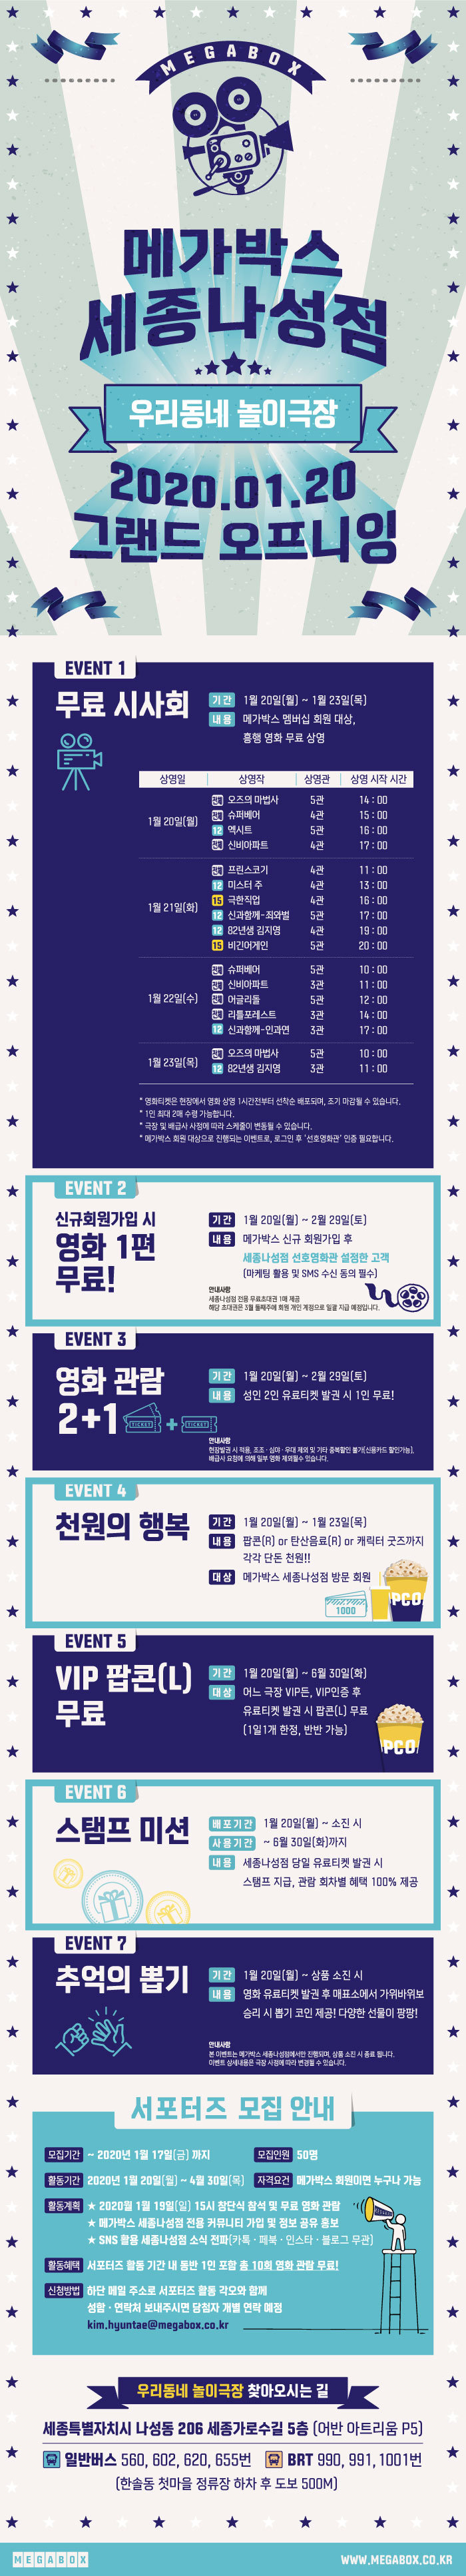 MEGABOX
메가박스
세종나성점
우리동네 놀이극장
2020.01.20
그랜드 오프니잉
EVENT 1
무료 시사회
기간 1월 20일(월) ~ 1월 23일(목)
내용 메가박스 멤버십 회원 대상,
흥행 영화 무료 상영
상영일 상영작 상영관 상영 시작 시간
1월 20일(월)
전체 오즈의 마법사 5관 14 : 00
전체 슈퍼베어 4관 15 : 00
12 엑시트 5관 16 : 00
전체 신비아파트 4관 17 : 00
1월 21일(화)
전체 프린스코기 4관 11 : 00
12 미스터 주 4관 13 : 00
15 극한직업 4관 16 : 00
12 신과함께-죄와벌 5관 17 : 00
12 82년생 김지영 4관 19 : 00
15 비긴어게인 5관 20 : 00
1월 22일(수)
전체 슈퍼베어 5관 10 : 00
전체 신비아파트 3관 11 : 00
전체 어글리돌 5관 12 : 00
전체 리틀포레스트 3관 14 : 00
12 신과함께-인과연 3관 17 : 00
1월 23일(목)
전체 오즈의 마법사 5관 10 : 00
12 82년생 김지영 3관 11 : 00
* 영화티켓은 현장에서 영화 상영 1시간전부터 선착순 배포되며, 조기 마감될 수 있습니다.
* 1인 최대 2매 수령 가능합니다.
* 극장 및 배급사 사정에 따라 스케줄이 변동될 수 있습니다.
* 메가박스 회원 대상으로 진행되는 이벤트로, 로그인 후 '선호영화관' 인증 필요합니다.
EVENT 2
신규회원가입 시
영화 1편
무료!
기간 1월 20일(월) ~ 2월 29일(토)
내용 메가박스 신규 회원가입 후
세종나성점 선호영화관 설정한 고객
(마케팅 활용 및 SMS 수신 동의 필수)
안내사항
세종나성점 전용 무료초대권 1매 제공
해당 초대권은 3월 둘째주에 회원 개인 계정으로 일괄 지급 예정입니다.
EVENT 3
영화 관람
2+1
TICKET + TICKET
기간 1월 20일(월) ~ 2월 29일(토)
내용 성인 2인 유료티켓 발권 시 1인 무료!
안내사항
현장발권 시 적용, 조조 · 심야 · 우대 제외 및 기타 중복할인 불가(신용카드 할인가능),
배급사 요청에 의해 일부 영화 제외될수 있습니다.
EVENT 4
천원의 행복
기간 1월 20일(월) ~ 1월 23일(목)
내용 팝콘(R) or 탄산음료(R) or 캐릭터 굿즈까지
각각 단돈 천원!!
대상 메가박스 세종나성점 방문 회원
1000
PCO
EVENT 5
VIP 팝콘(L)
무료
기간 1월 20일(월) ~ 6월 30일(화)
대상 어느 극장 VIP든, VIP인증 후
유료티켓 발권 시 팝콘(L) 무료
(1일1개 한정, 반반 가능)
PCO
EVENT 6
스탬프 미션
배포기간 1월 20일(월) ~ 소진 시
사용기간 ~ 6월 30일(화)까지
내용 세종나성점 당일 유료티켓 발권 시
스탬프 지급, 관람 회차별 혜택 100% 제공
EVENT 7
추억의 뽑기
기간 1월 20일(월) ~ 상품 소진 시
내용 영화 유료티켓 발권 후 매표소에서 가위바위보
승리 시 뽑기 코인 제공! 다양한 선물이 팡팡!
안내사항
본 이벤트는 메가박스 세종나성점에서만 진행되며, 상품 소진 시 종료 됩니다.
이벤트 상세내용은 극장 사정에 따라 변경될 수 있습니다.
서포터즈 모집 안내
모집기간 ~ 2020년 1월 17일(금) 까지 모집인원 50명
활동기간 2020년 1월 20일(월) ~ 4월 30일(목) 자격요건 메가박스 회원이면 누구나 가능
활동계획 ★ 2020월 1월 19일(일) 15시 창단식 참석 및 무료 영화 관람
★ 메가박스 세종나성점 전용 커뮤니티 가입 및 정보 공유 홍보
★ SNS 활용 세종나성점 소식 전파(카톡 · 페북 · 인스타 · 블로그 무관)
활동혜택 서포터즈 활동 기간 내 동반 1인 포함 총 10회 영화 관람 무료!
신청방법 하단 메일 주소로 서포터즈 활동 각오와 함께
성함 · 연락처 보내주시면 당첨자 개별 연락 예정
kim.hyuntae@megabox.co.kr
우리동네 놀이극장 찾아오시는 길
세종특별자치시 나성동 206 세종가로수길 5층 (어반 아트리움 P5)
일반버스 560, 602, 620, 655번 BRT 990, 991, 1001번
(한솔동 첫마을 정류장 하차 후 도보 500M)
MEGABOX
WWW.MEGABOX.CO.KR